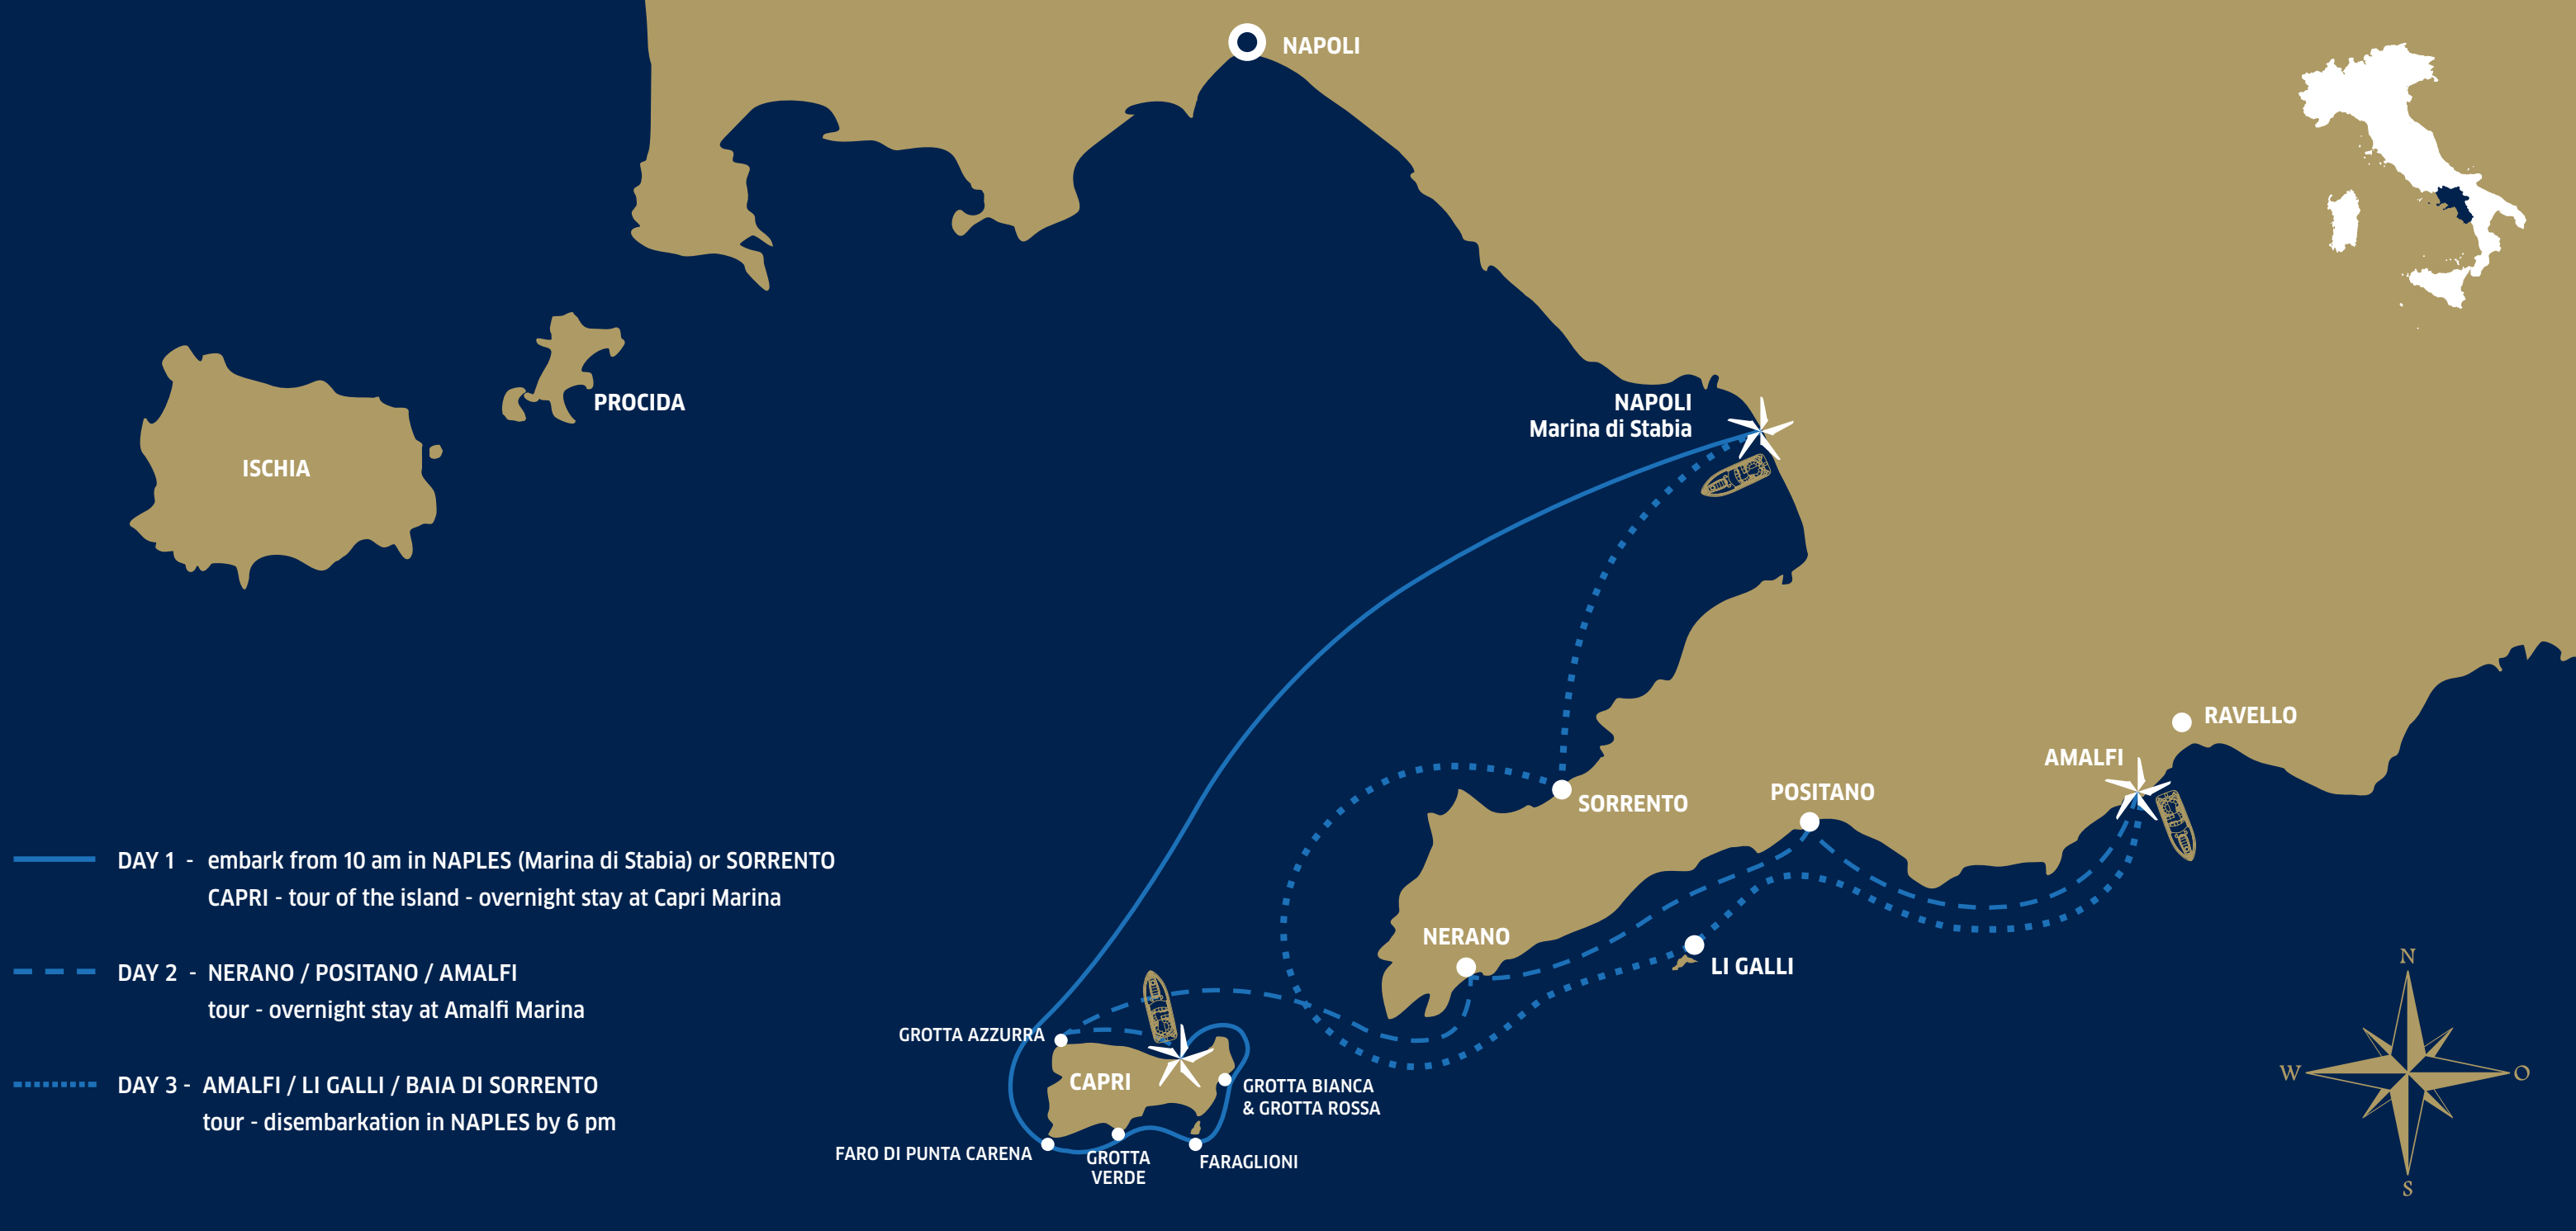 NAPOLI
PROCIDA
ISCHIA
NAPOLI
Marina di Stabia
RAVELLO
AMALFI
POSITANO
SORRENTO
NERANO
LI GALLI
DAY 1 - embark from 10 am in NAPLES (Marina di Stabia) or SORRENTO
CAPRI - tour of the island - overnight stay at Capri Marina
DAY 2 - NERANO / POSITANO / AMALFI
tour - overnight stay at Amalfi Marina
DAY 3 - AMALFI / LI GALLI / BAIA DI SORRENTO
tour - disembarkation in NAPLES by 6 pm
GROTTA AZZURRA
CAPRI
GROTTA BIANCA
& GROTTA ROSSA
FARO DI PUNTA CARENA
GROTTA
VERDE
FARAGLIONI
N
W
O
S